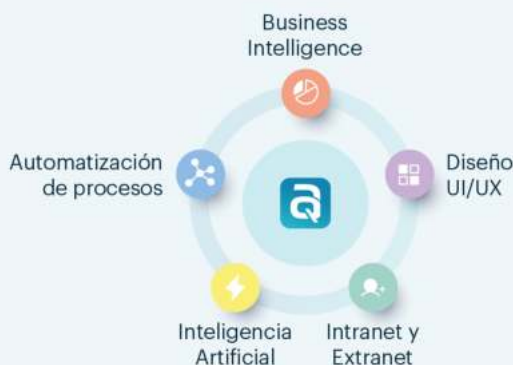 Business
Intelligence
Automatización
de procesos
Diseño
UI/UX
Inteligencia
Artificial
Intranet y
Extranet